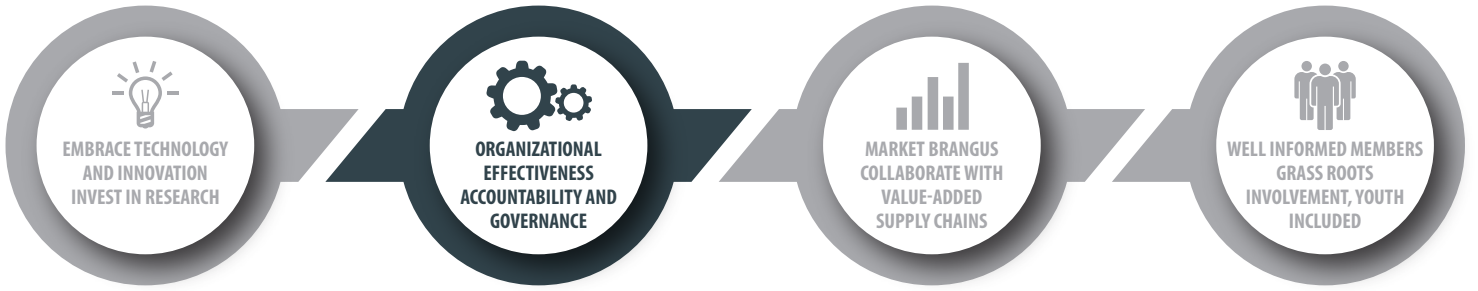 EMBRACE TECHNOLOGY
AND INNOVATION
INVEST IN RESEARCH
ORGANIZATIONAL
EFFECTIVENESS
ACCOUNTABILITY AND
GOVERNANCE
MARKET BRANGUS
COLLABORATE WITH
VALUE-ADDED
SUPPLY CHAINS
WELL INFORMED MEMBERS
GRASS ROOTS
INVOLVEMENT, YOUTH
INCLUDED